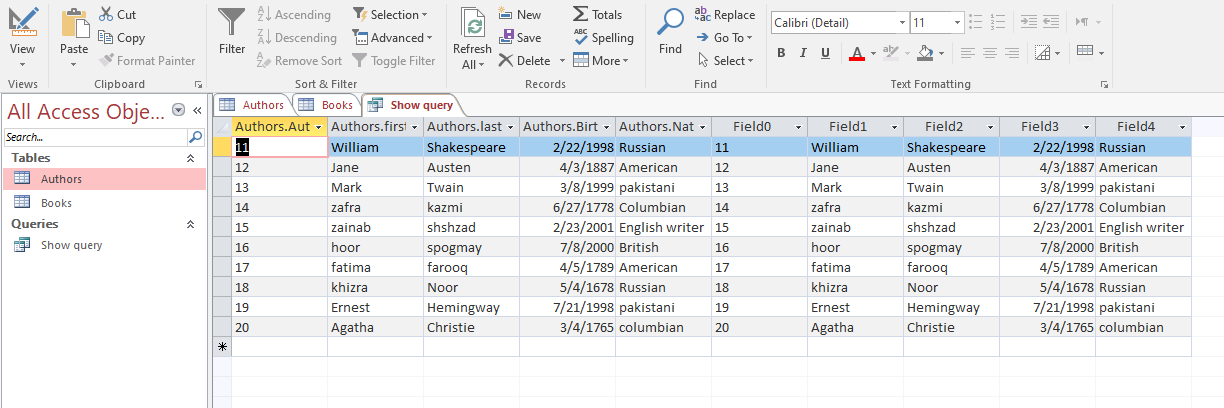 View
Views
Paste
Cut
Copy
Format Painter
Clipboard
Filter
Ascending
Descending
Remove Sort
Selection
Advanced
Toggle Filter
Sort & Filter
Refresh All
New
Save
Delete
Totals
Spelling
More
Records
Find
Replace
Go To
Select
Find
Calibri (Detail) 11
B I U A
Text Formatting
All Access Obje...
Search...
Tables
Authors
Books
Queries
Show query
Authors Books Show query
Authors.Aut Authors.first Authors.last Authors.Birt Authors.Nat Field0 Field1 Field2 Field3 Field4
11 William Shakespeare 2/22/1998 Russian 11 William Shakespeare 2/22/1998 Russian
12 Jane Austen 4/3/1887 American 12 Jane Austen 4/3/1887 American
13 Mark Twain 3/8/1999 pakistani 13 Mark Twain 3/8/1999 pakistani
14 zafra kazmi 6/27/1778 Columbian 14 zafra kazmi 6/27/1778 Columbian
15 zainab shshzad 2/23/2001 English writer 15 zainab shshzad 2/23/2001 English writer
16 hoor spogmay 7/8/2000 British 16 hoor spogmay 7/8/2000 British
17 fatima farooq 4/5/1789 American 17 fatima farooq 4/5/1789 American
18 khizra Noor 5/4/1678 Russian 18 khizra Noor 5/4/1678 Russian
19 Ernest Hemingway 7/21/1998 pakistani 19 Ernest Hemingway 7/21/1998 pakistani
20 Agatha Christie 3/4/1765 columbian 20 Agatha Christie 3/4/1765 columbian